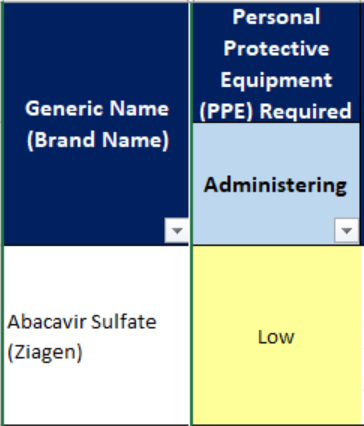 Generic Name
(Brand Name)
Personal
Protective
Equipment
(PPE) Required
Administering
Abacavir Sulfate
(Ziagen)
Low